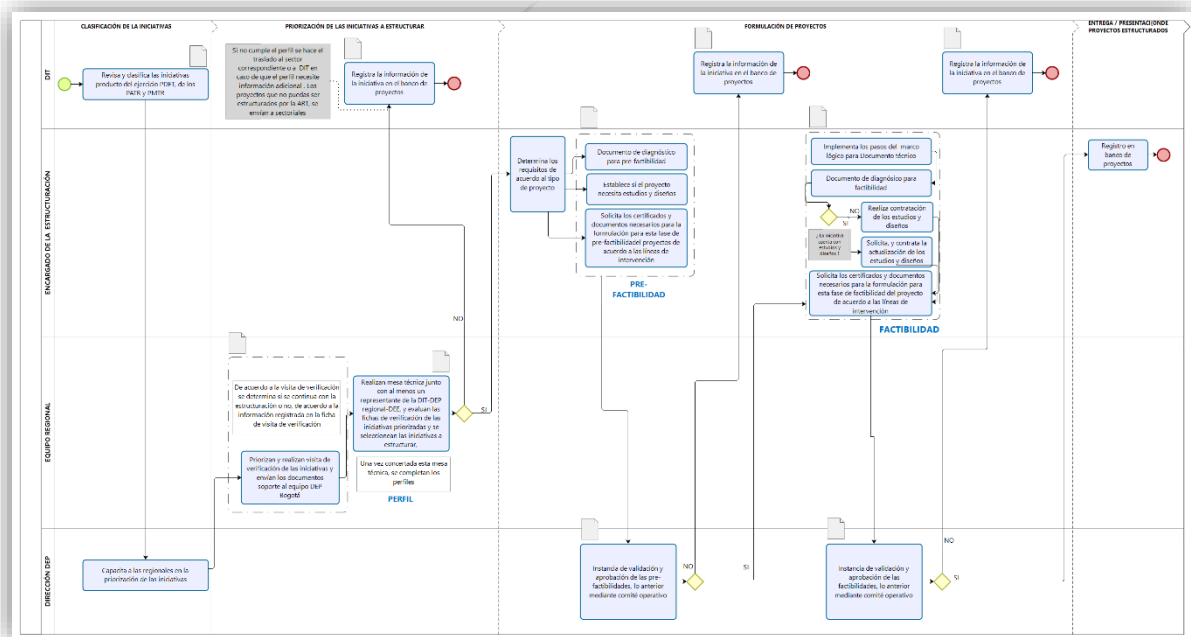 CLASIFICACIÓN DE LA INICIATIVAS
PRIORIZACIÓN DE LAS INICIATIVAS A ESTRUCTURAR
FORMULACIÓN DE PROYECTOS
ENTREGA / PRESENTACIONDE
PROYECTOS ESTRUCTURADOS
DIT
Revisa y clasifica las iniciativas
producto del ejercicio PDET, de los
PATR y PMTR
Si no cumple el perfil se hace el
traslado al sector
correspondiente o a DIT en
caso de que el perfil necesite
información adicional . Los
proyectos que no puedas ser
estructurados por la ART, se
envían a sectoriales
Registra la información de
la iniciativa en el banco de
proyectos
Registra la información de
la iniciativa en el banco de
proyectos
Registra la información de
la iniciativa en el banco de
proyectos
ENCARGADO DE LA ESTRUCTURACIÓN
Determina los
requisitos de
acuerdo al tipo
de proyecto
Documento de diagnóstico
para pre factibilidad
Establece si el proyecto
necesita estudios y diseños
Solicita los certificados y
documentos necesarios para la
formulación para esta fase de
pre-factibilidadel proyectos de
acuerdo a las líneas de
intervención
PRE-
FACTIBILIDAD
Implementa los pasos del marco
lógico para Documento técnico
Documento de diagnóstico para
factibilidad
NO
SI
Realiza contratación
de los estudios y
diseños
cuenta con
estudios y
diseños ?
Solicita, y contrata la
actualización de los
estudios y diseños
Solicita los certificados y documentos
necesarios para la formulación para
esta fase de factibilidad del proyecto
de acuerdo a las líneas de
intervención
FACTIBILIDAD
Registro en
banco de
proyectos
NO
SI
EQUIPO REGIONAL
De acuerdo a la visita de verificación
se determina si se continua con la
estructuración o no, de acuerdo a la
información registrada en la ficha
de visita de verificación
Priorizan y realizan visita de
verificación de las iniciativas y
envían los documentos
soporte al equipo DEP
Bogotá
Realizan mesa técnica junto
con al menos un
representante de la DIT-DEP
regional-DEE, y evaluan las
fichas de verificación de las
iniciativas priorizadas y se
seleccionean las iniciativas a
estructurar,
Una vez concertada esta mesa
técnica, se completan los
perfiles
PERFIL
DIRECCIÓN DEP
Capacita a las regionales en la
priorización de las iniciativas
Instancia de validación y
aprobación de las pre-
factibilidades, lo anterior
mediante comité operativo
NO
SI
Instancia de validación y
aprobación de las
factibilidades, lo anterior
mediante comité operativo
NO
SI